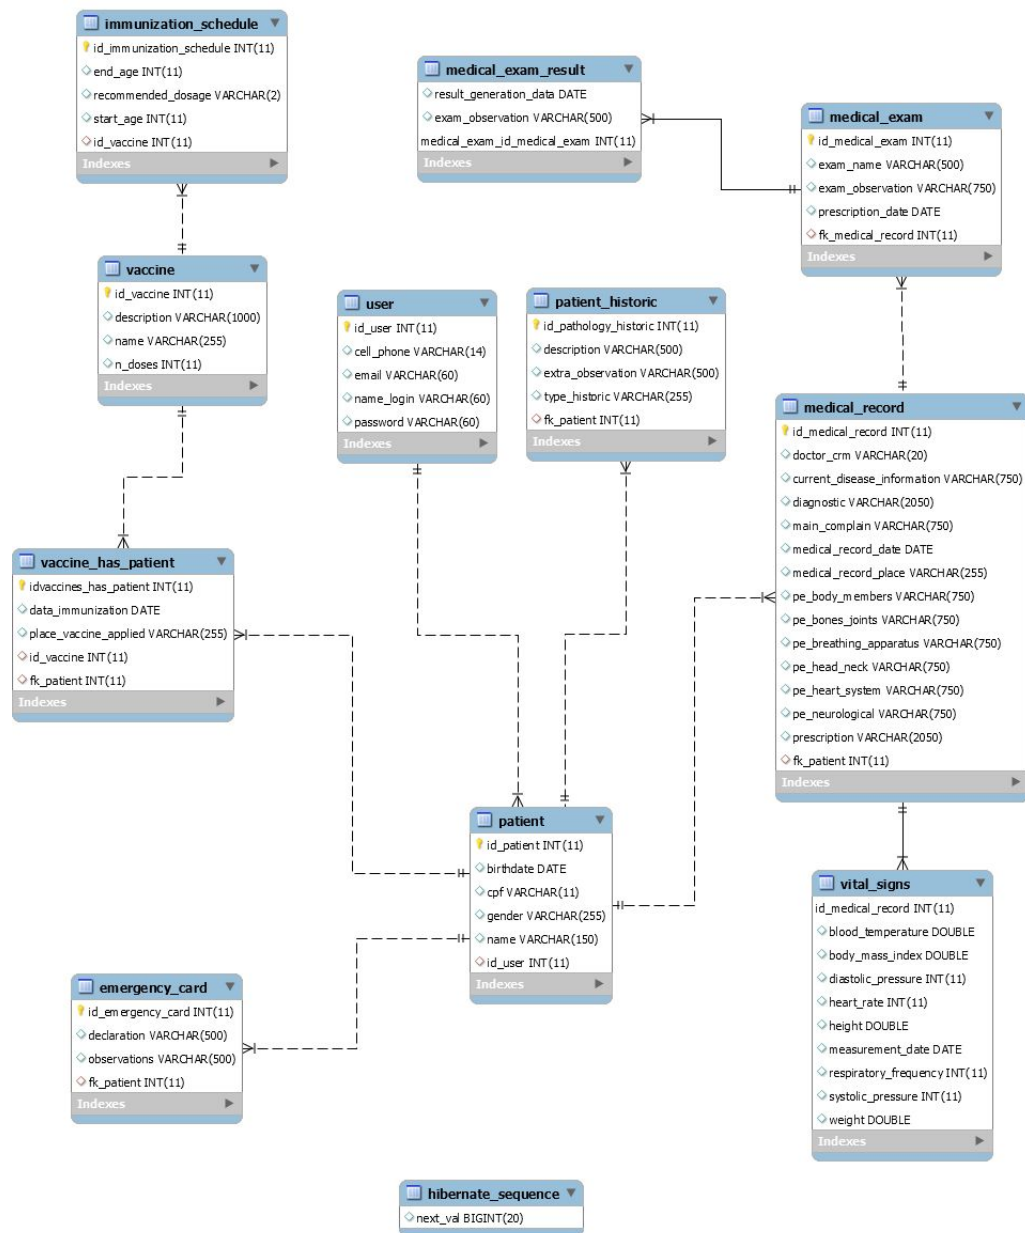 immunization_schedule
id_immunization_schedule INT(11)
end_age INT(11)
recommended_dosage VARCHAR(2)
start_age INT(11)
id_vaccine INT(11)
Indexes
medical_exam_result
result_generation_data DATE
exam_observation VARCHAR(500)
medical_exam_id_medical_exam INT(11)
Indexes
medical_exam
id_medical_exam INT(11)
exam_name VARCHAR(500)
exam_observation VARCHAR(750)
prescription_date DATE
fk_medical_record INT(11)
Indexes
vaccine
id_vaccine INT(11)
description VARCHAR(1000)
name VARCHAR(255)
n_doses INT(11)
Indexes
user
id_user INT(11)
cell_phone VARCHAR(14)
email VARCHAR(60)
name_login VARCHAR(60)
password VARCHAR(60)
Indexes
patient_historic
id_pathology_historic INT(11)
description VARCHAR(500)
extra_observation VARCHAR(500)
type_historic VARCHAR(255)
fk_patient INT(11)
Indexes
medical_record
id_medical_record INT(11)
doctor_crm VARCHAR(20)
current_disease_information VARCHAR(750)
diagnostic VARCHAR(2050)
main_complain VARCHAR(750)
medical_record_date DATE
medical_record_place VARCHAR(255)
pe_body_members VARCHAR(750)
pe_bones_joints VARCHAR(750)
pe_breathing_apparatus VARCHAR(750)
pe_head_neck VARCHAR(750)
pe_heart_system VARCHAR(750)
pe_neurological VARCHAR(750)
prescription VARCHAR(2050)
fk_patient INT(11)
Indexes
vaccine_has_patient
idvaccines_has_patient INT(11)
data_immunization DATE
place_vaccine_applied VARCHAR(255)
id_vaccine INT(11)
fk_patient INT(11)
Indexes
patient
id_patient INT(11)
birthdate DATE
cpf VARCHAR(11)
gender VARCHAR(255)
name VARCHAR(150)
id_user INT(11)
Indexes
vital_signs
id_medical_record INT(11)
blood_temperature DOUBLE
body_mass_index DOUBLE
diastolic_pressure INT(11)
heart_rate INT(11)
height DOUBLE
measurement_date DATE
respiratory_frequency INT(11)
systolic_pressure INT(11)
weight DOUBLE
Indexes
emergency_card
id_emergency_card INT(11)
declaration VARCHAR(500)
observations VARCHAR(500)
fk_patient INT(11)
Indexes
hibernate_sequence
next_val BIGINT(20)